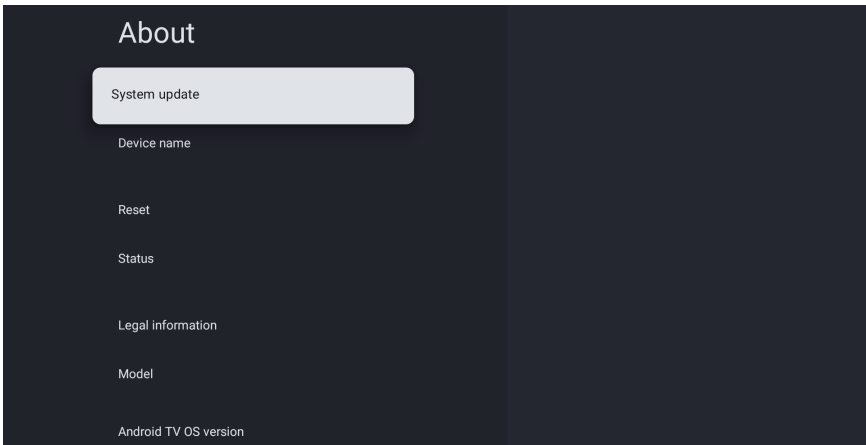 About
System update
Device name
Reset
Status
Legal information
Model
Android TV OS version